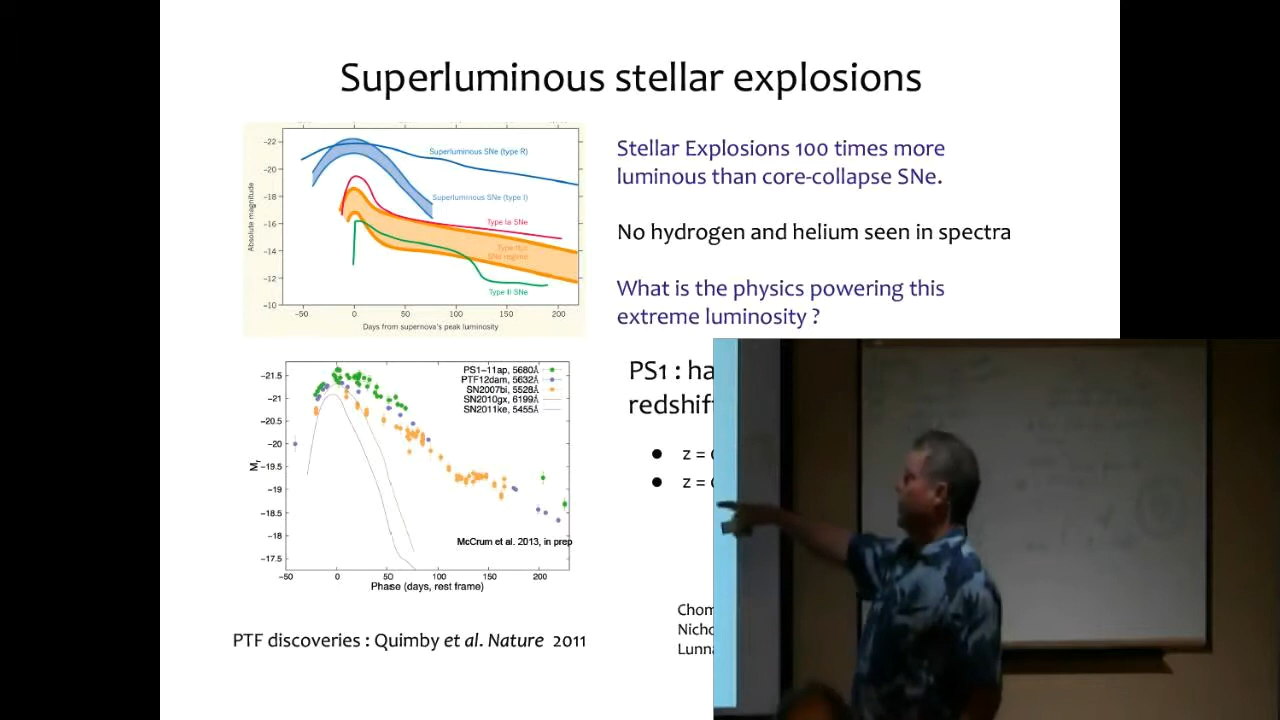 Superluminous stellar explosions
-22
-20
-18
-16
-14
-12
-10
Absolute magnitude
Superluminous SNe (type R)
Superluminous SNe (type I)
Type Ia SNe
SNe regime
Type II SNe
-50
0
50
100
150
200
Days from supernova's peak luminosity
Stellar Explosions 100 times more
luminous than core-collapse SNe.
No hydrogen and helium seen in spectra
What is the physics powering this
extreme luminosity ?
PS1 : ha
redshif
● z =
● z =
-21.5
-21
-20.5
-20
-19.5
-19
-18.5
-18
-17.5
Mr
PS1-11ap, 5680Å
PTF12dam, 5632Å
SN2007bi, 5528Å
SN2010gx, 6199Å
SN2011ke, 5455Å
McCrum et al. 2013, in prep
-50
0
50
100
150
200
Phase (days, rest frame)
PTF discoveries : Quimby et al. Nature 2011
Chom
Nicho
Lunn